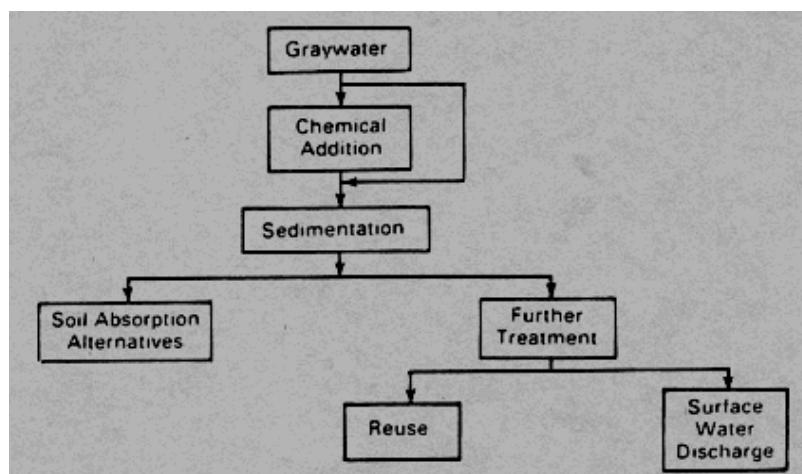 Graywater
Chemical
Addition
Sedimentation
Soil Absorption
Alternatives
Further
Treatment
Reuse
Surface
Water
Discharge